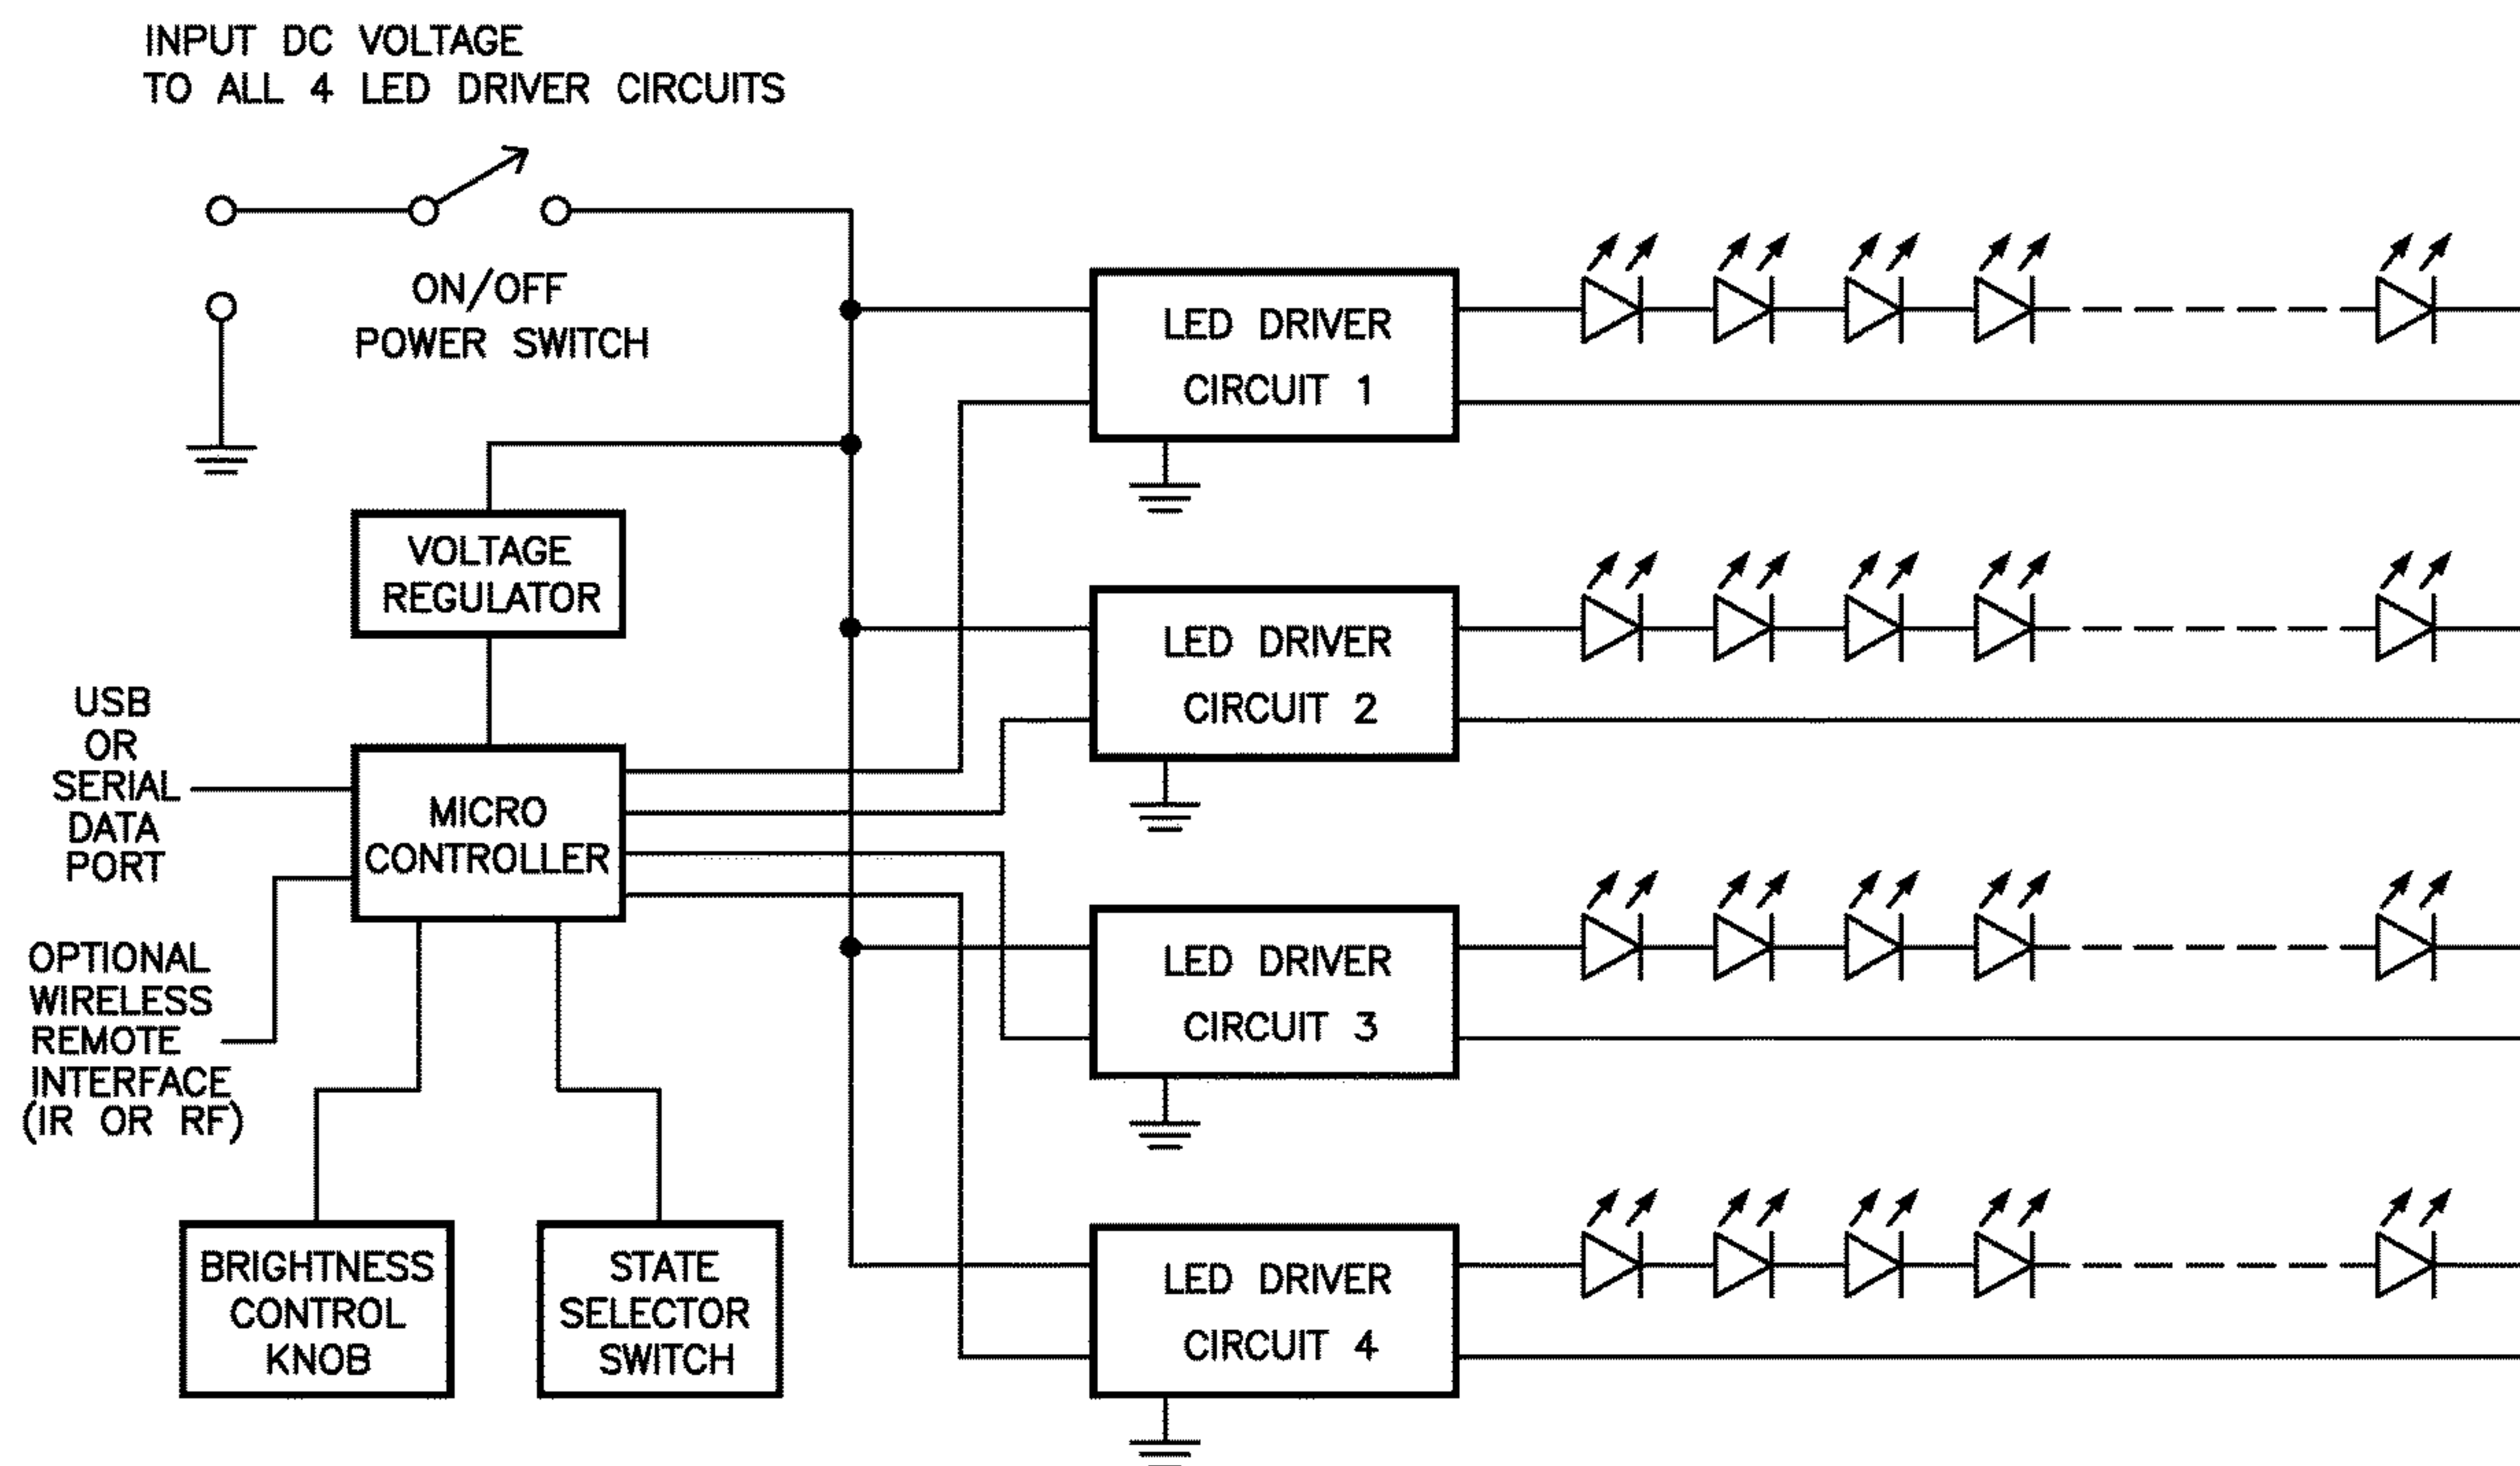 INPUT DC VOLTAGE
TO ALL 4 LED DRIVER CIRCUITS
ON/OFF
POWER SWITCH
LED DRIVER
CIRCUIT 1
VOLTAGE
REGULATOR
LED DRIVER
CIRCUIT 2
USB
OR
SERIAL
DATA
PORT
MICRO
CONTROLLER
OPTIONAL
WIRELESS
REMOTE
INTERFACE
(IR OR RF)
LED DRIVER
CIRCUIT 3
BRIGHTNESS
CONTROL
KNOB
STATE
SELECTOR
SWITCH
LED DRIVER
CIRCUIT 4